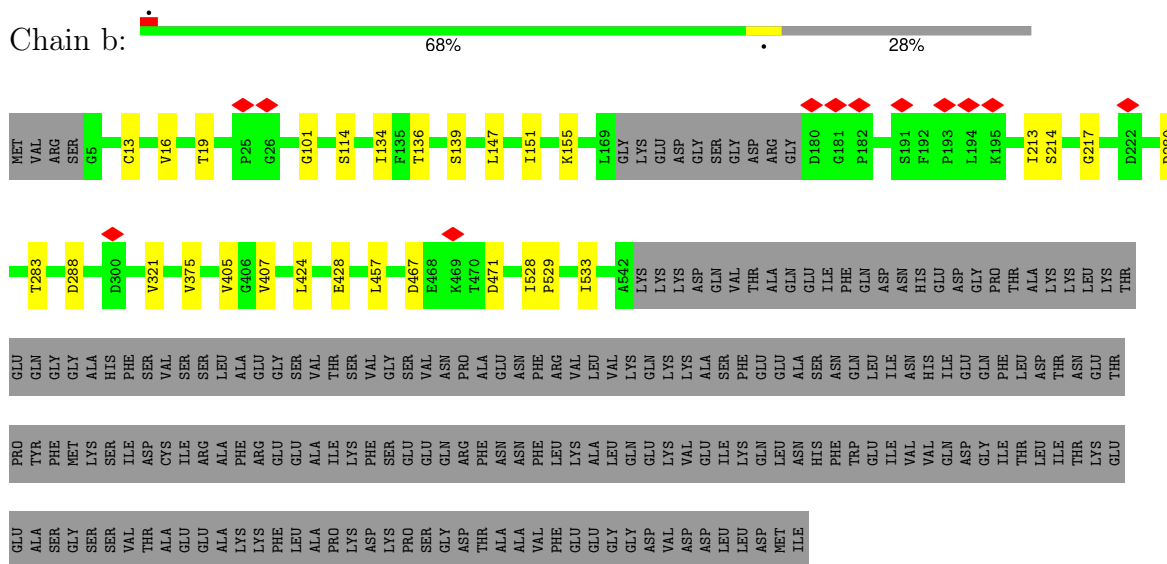 Chain b:
68% • 28%
MET VAL ARG SER G5 C13 V16 T19 P25 G26 G101 S114 I134 F135 T136 S139 L147 I151 K155 L169 GLY LYS GLU ASP GLY SER GLY ASP ARG GLY D180 G181 P182 S191 F192 P193 L194 K195 I213 S214 G217 D222
T283 D288 D300 V321 V375 V405 G406 V407 L424 E428 L457 D467 E468 K469 T470 D471 I528 P529 I533 A542 LYS LYS LYS ASP GLN VAL THR ALA GLN GLU ILE PHE GLN ASP ASN HIS GLU ASP GLY PRO THR ALA LYS LYS LEU LYS THR
GLU GLN GLY GLY ALA HIS PHE SER VAL SER SER LEU ALA GLU GLY SER VAL THR SER VAL GLY SER VAL ASN PRO ALA GLU ASN PHE ARG VAL LEU VAL LYS GLN LYS LYS ALA SER PHE GLU GLU ALA SER ASN GLN LEU ILE ASN HIS ILE GLU GLN PHE LEU ASP THR ASN GLU THR
PRO TYR PHE MET LYS SER ILE ASP CYS ILE ARG ALA PHE ARG GLU GLU ALA ILE LYS PHE SER GLU GLU GLN ARG PHE ASN ASN PHE LEU LYS ALA LEU GLN GLU LYS VAL GLU ILE LYS GLN LEU ASN HIS PHE TRP GLU ILE VAL VAL GLN ASP GLY ILE THR LEU ILE THR LYS GLU
GLU ALA SER GLY SER SER VAL THR ALA GLU GLU ALA LYS LYS PHE LEU ALA PRO LYS ASP LYS PRO SER GLY ASP THR ALA ALA VAL PHE GLU GLU GLY GLY ASP VAL ASP ASP LEU LEU ASP MET ILE